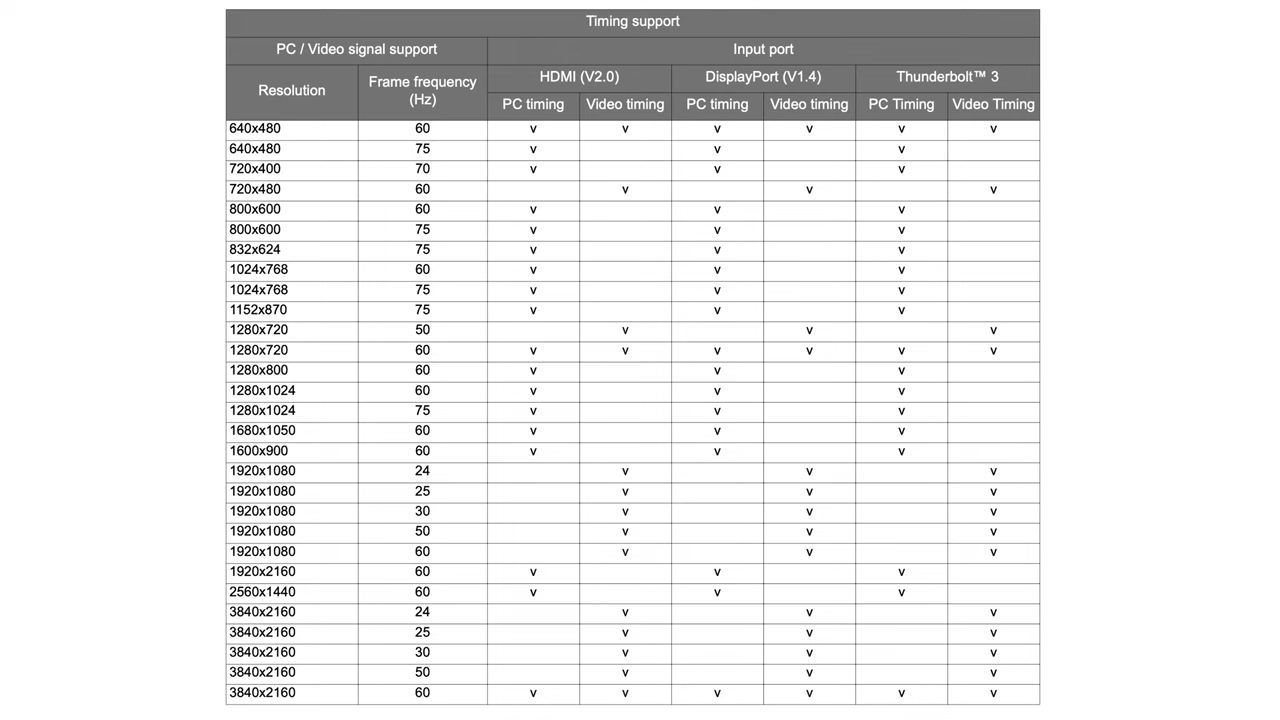 Timing support
PC / Video signal support Input port
Resolution Frame frequency (Hz) HDMI (V2.0) DisplayPort (V1.4) Thunderbolt™ 3
PC timing Video timing PC timing Video timing PC Timing Video Timing
640x480 60 v v v v v v
640x480 75 v v v
720x400 70 v v v
720x480 60 v v v
800x600 60 v v v
800x600 75 v v v
832x624 75 v v v
1024x768 60 v v v
1024x768 75 v v v
1152x870 75 v v v
1280x720 50 v v v
1280x720 60 v v v v v v
1280x800 60 v v v
1280x1024 60 v v v
1280x1024 75 v v v
1680x1050 60 v v v
1600x900 60 v v v
1920x1080 24 v v v
1920x1080 25 v v v
1920x1080 30 v v v
1920x1080 50 v v v
1920x1080 60 v v v
1920x2160 60 v v v
2560x1440 60 v v v
3840x2160 24 v v v
3840x2160 25 v v v
3840x2160 30 v v v
3840x2160 50 v v v
3840x2160 60 v v v v v v